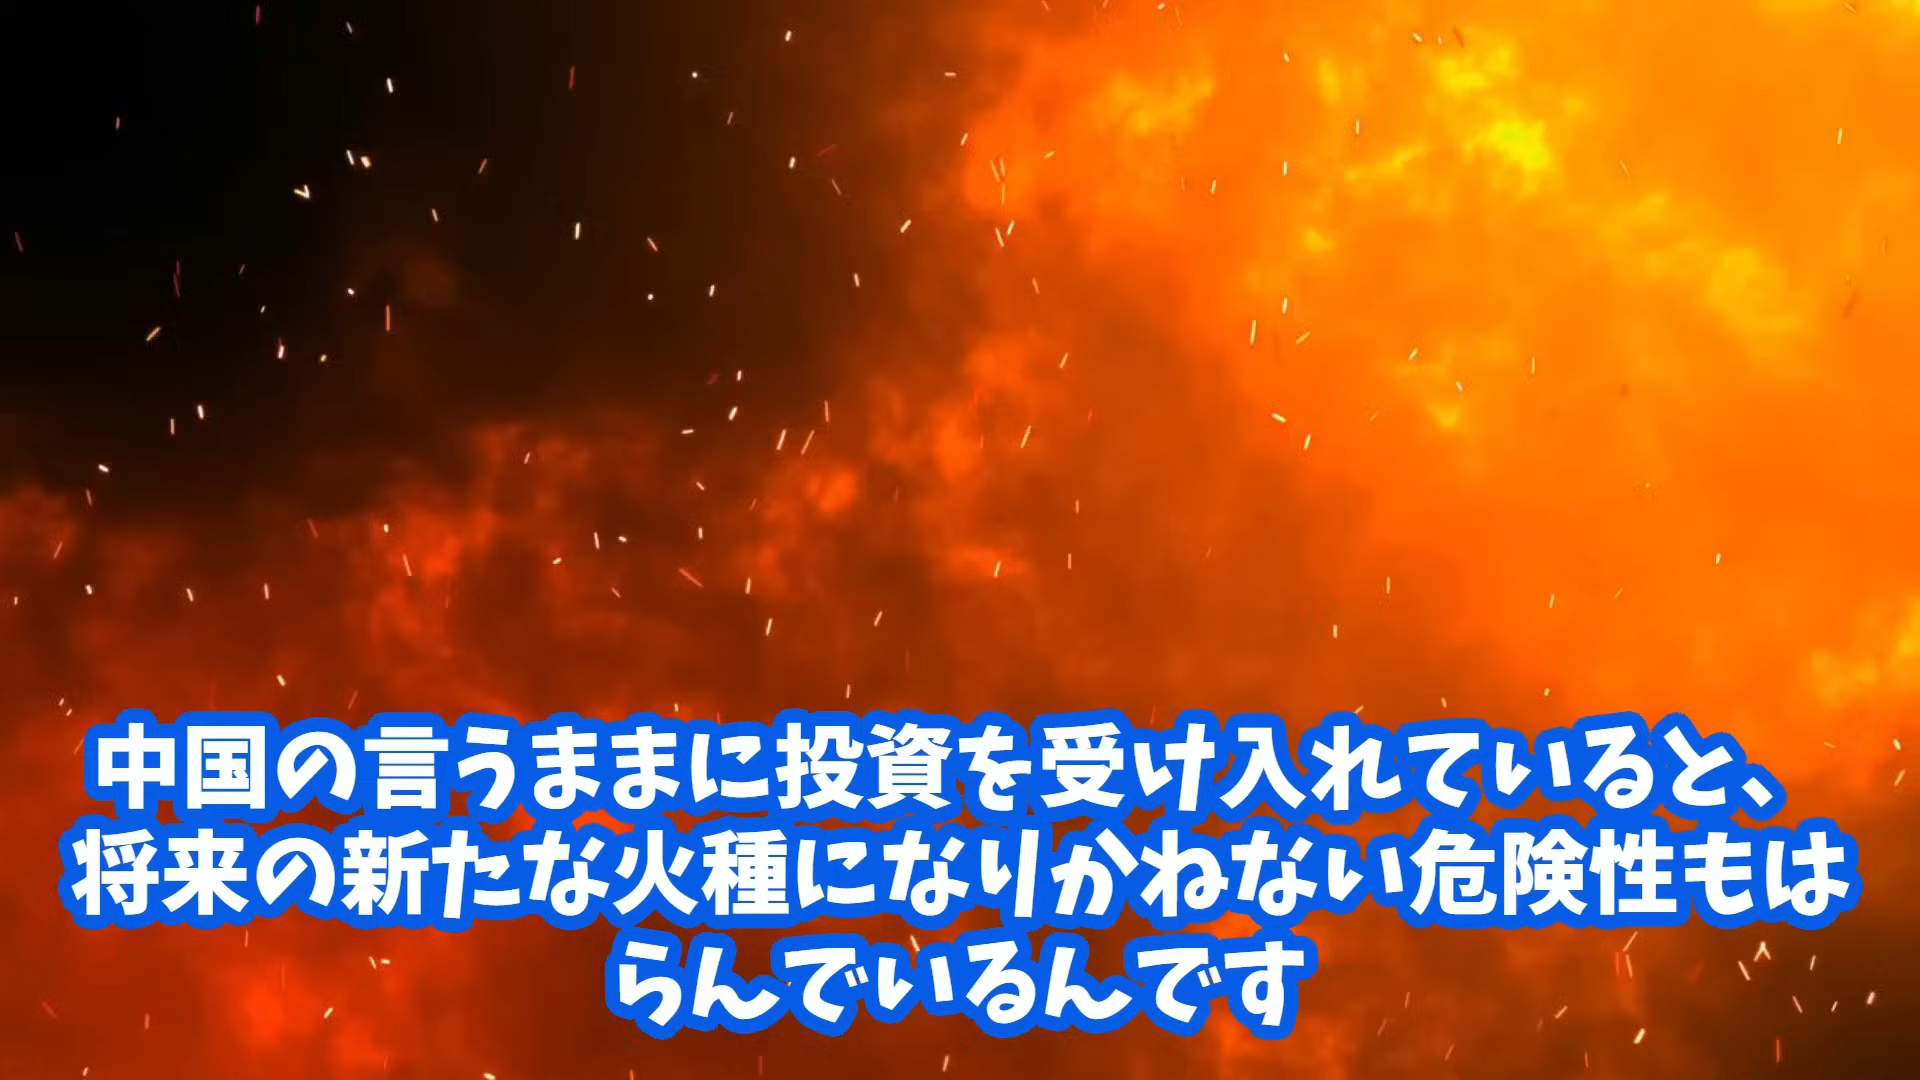 中国の言うままに投資を受け入れていると、
将来の新たな火種になりかねない危険性もは
らんでいるんです